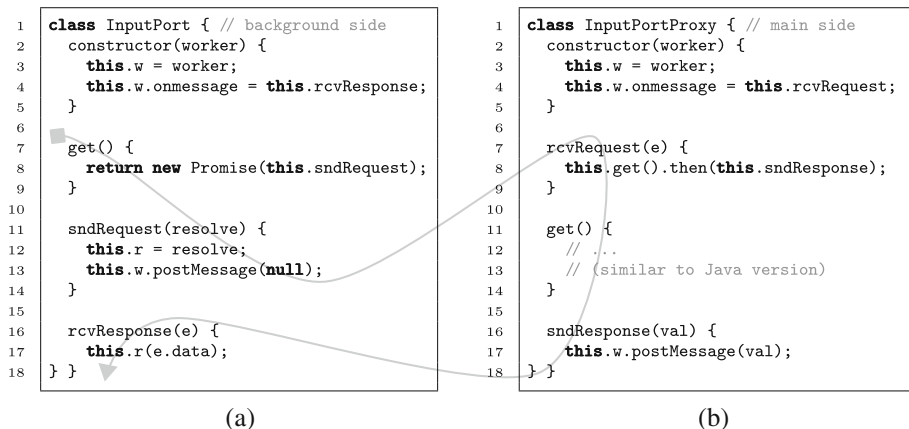 1 class InputPort { // background side
2 constructor(worker) {
3 this.w = worker;
4 this.w.onmessage = this.rcvResponse;
5 }
6
7 get() {
8 return new Promise(this.sndRequest);
9 }
10
11 sndRequest(resolve) {
12 this.r = resolve;
13 this.w.postMessage(null);
14 }
15
16 rcvResponse(e) {
17 this.r(e.data);
18 } }
(a)
1 class InputPortProxy { // main side
2 constructor(worker) {
3 this.w = worker;
4 this.w.onmessage = this.rcvRequest;
5 }
6
7 rcvRequest(e) {
8 this.get().then(this.sndResponse);
9 }
10
11 get() {
12 // ...
13 // (similar to Java version)
14 }
15
16 sndResponse(val) {
17 this.w.postMessage(val);
18 } }
(b)